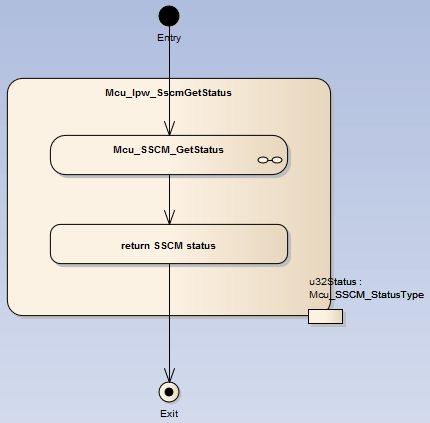 Entry
Mcu_Ipw_SscmGetStatus
Mcu_SSCM_GetStatus
return SSCM status
u32Status :
Mcu_SSCM_StatusType
Exit